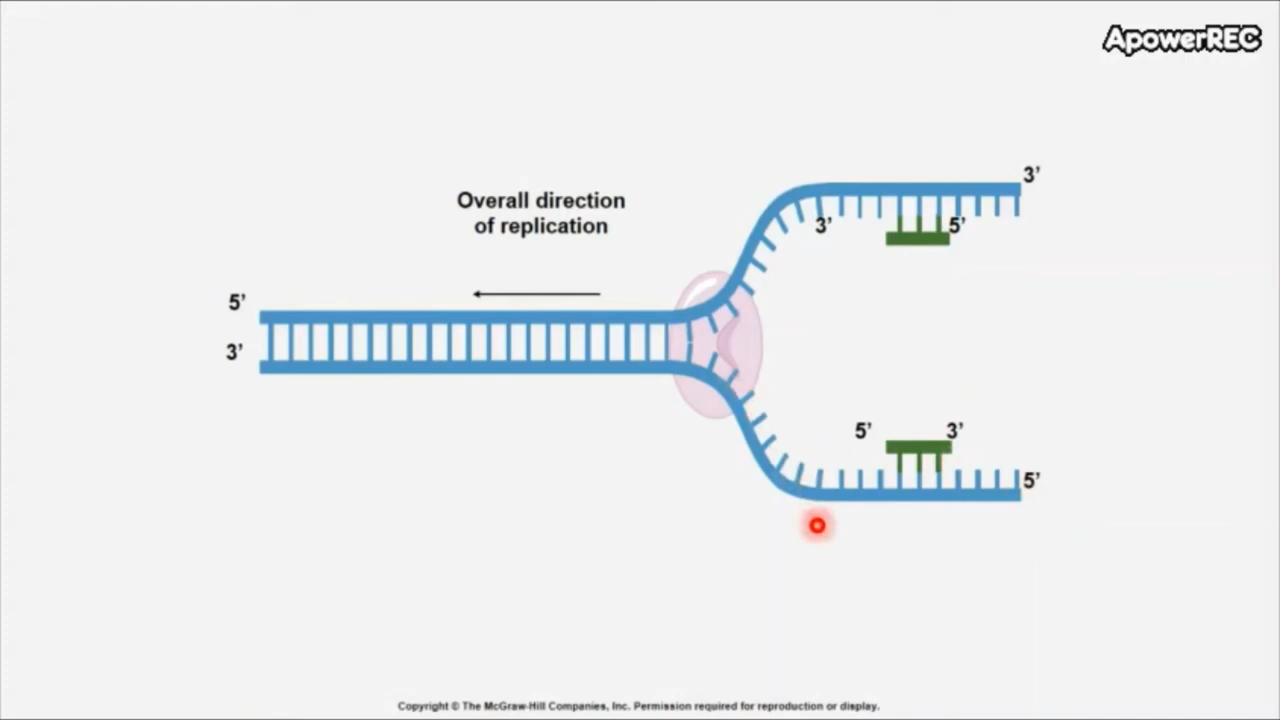 ApowerREC
3’
Overall direction
of replication
3’
5’
5’
3’
5’
3’
5’
Copyright © The McGraw-Hill Companies, Inc. Permission required for reproduction or display.